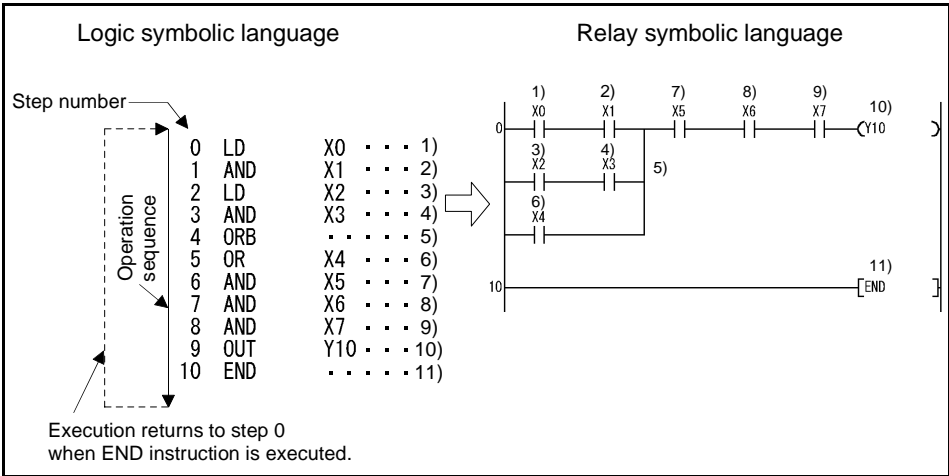 Logic symbolic language
Relay symbolic language
Step number
0 LD X0 · · · 1)
1 AND X1 · · · 2)
2 LD X2 · · · 3)
3 AND X3 · · · 4)
4 ORB · · · · · 5)
5 OR X4 · · · 6)
6 AND X5 · · · 7)
7 AND X6 · · · 8)
8 AND X7 · · · 9)
9 OUT Y10 · · · 10)
10 END · · · · · 11)
Operation
sequence
Execution returns to step 0
when END instruction is executed.
1) 2) 7) 8) 9) 10)
X0 X1 X5 X6 X7
0 Y10
3) 4)
X2 X3 5)
6)
X4
11)
10 END